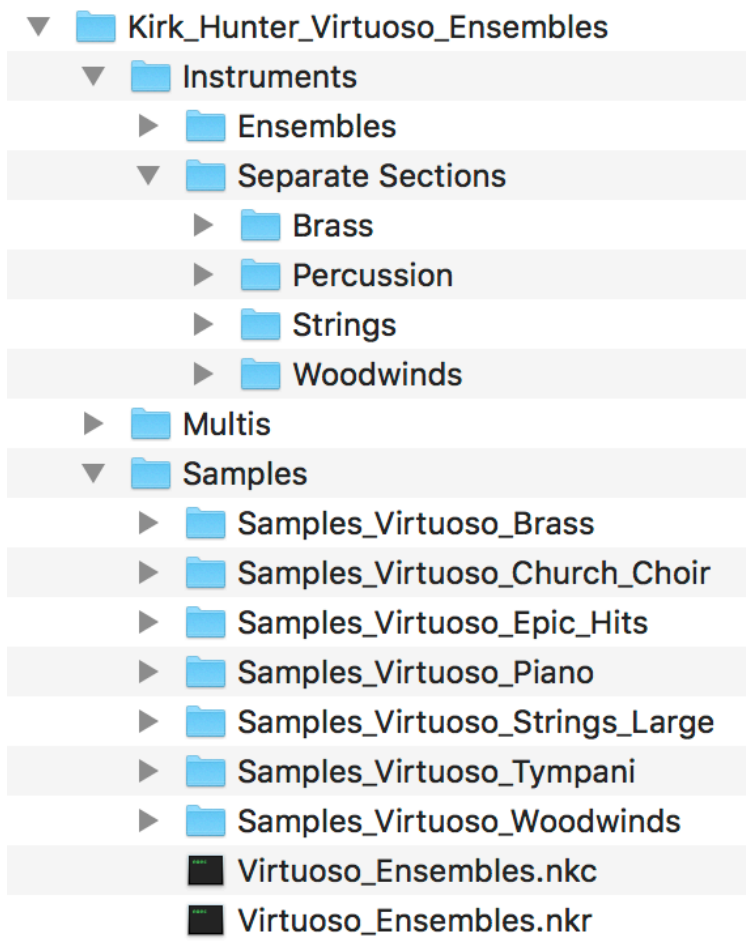 Kirk_Hunter_Virtuoso_Ensembles
Instruments
Ensembles
Separate Sections
Brass
Percussion
Strings
Woodwinds
Multis
Samples
Samples_Virtuoso_Brass
Samples_Virtuoso_Church_Choir
Samples_Virtuoso_Epic_Hits
Samples_Virtuoso_Piano
Samples_Virtuoso_Strings_Large
Samples_Virtuoso_Tympani
Samples_Virtuoso_Woodwinds
Virtuoso_Ensembles.nkc
Virtuoso_Ensembles.nkr